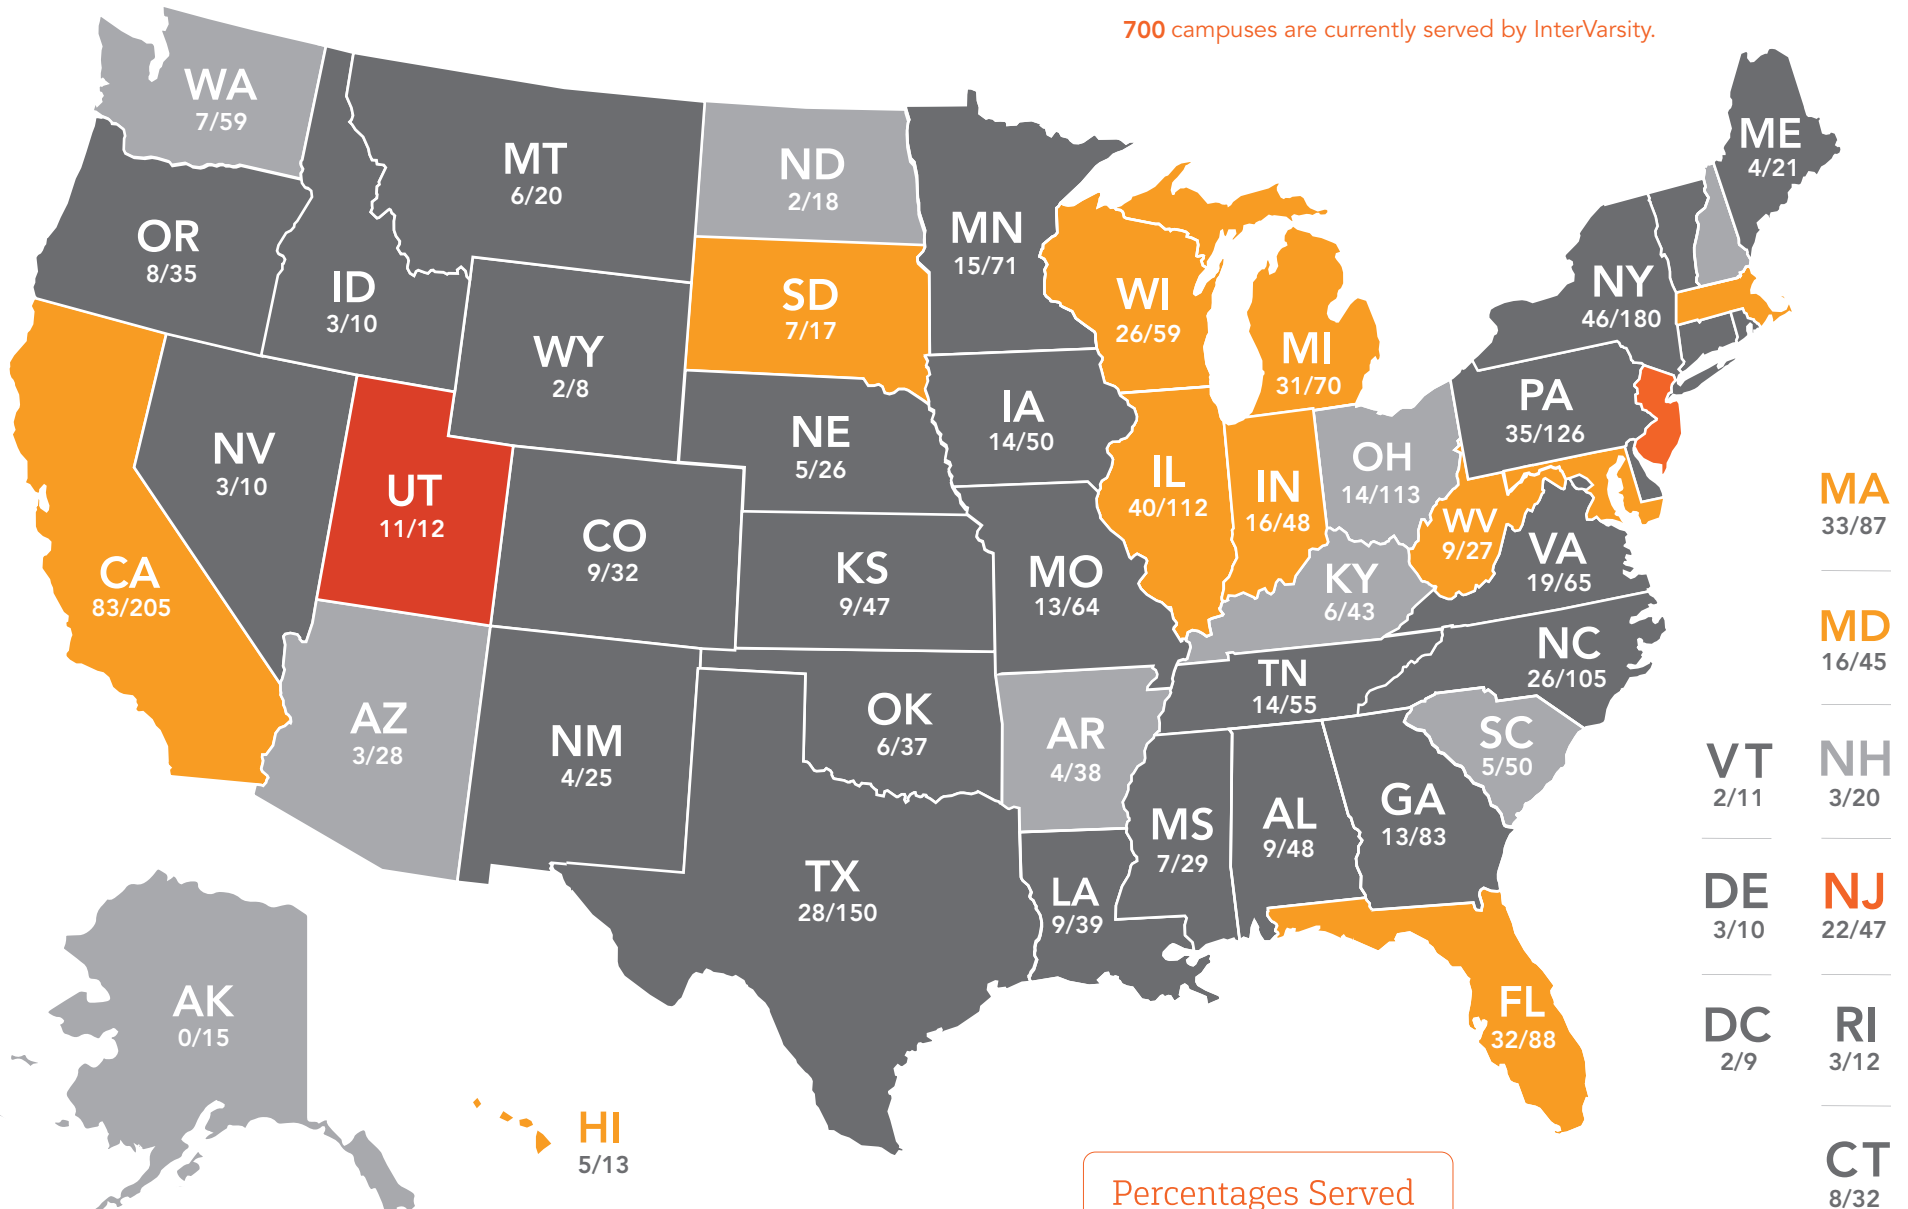 700 campuses are currently served by InterVarsity.
WA
7/59
MT
6/20
ND
2/18
ME
4/21
OR
8/35
ID
3/10
MN
15/71
SD
7/17
WI
26/59
NY
46/180
WY
2/8
MI
31/70
NE
5/26
IA
14/50
PA
35/126
NV
3/10
UT
11/12
IL
40/112
IN
16/48
OH
14/113
MA
33/87
CO
9/32
KS
9/47
MO
13/64
WV
9/27
VA
19/65
CA
83/205
KY
6/43
MD
16/45
NC
26/105
TN
14/55
AZ
3/28
NM
4/25
OK
6/37
AR
4/38
SC
5/50
VT
2/11
NH
3/20
MS
7/29
AL
9/48
GA
13/83
TX
28/150
LA
9/39
DE
3/10
NJ
22/47
AK
0/15
FL
32/88
DC
2/9
RI
3/12
HI
5/13
CT
8/32
Percentages Served